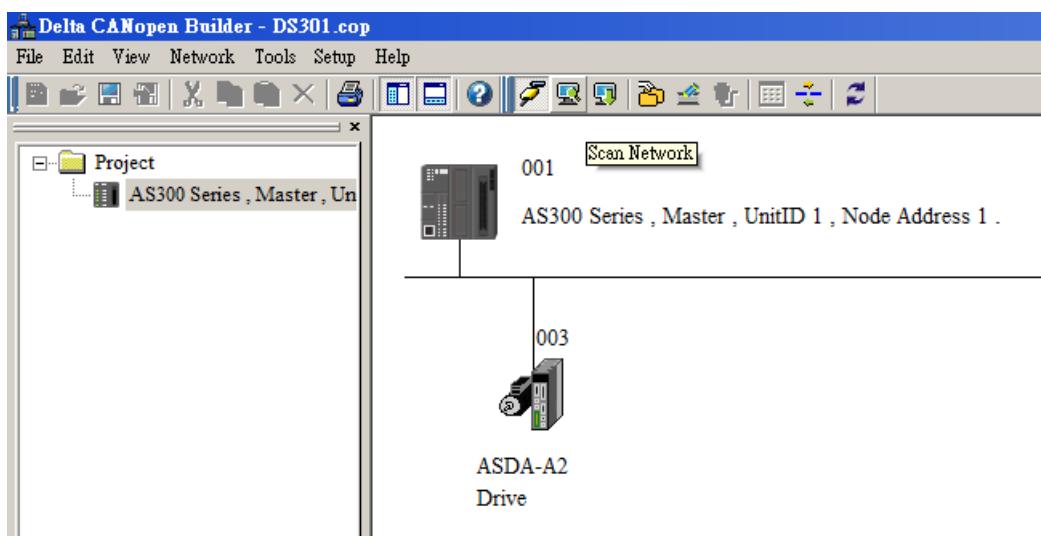 Delta CANopen Builder - DS301.cop
File Edit View Network Tools Setup Help
Project
AS300 Series , Master , Un
Scan Network
001
AS300 Series , Master , UnitID 1 , Node Address 1 .
003
ASDA-A2
Drive